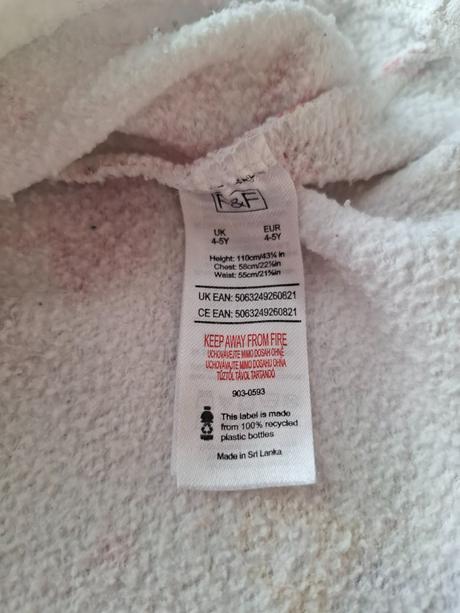 F&F
UK EUR
4-5Y 4-5Y
Height: 110cm/43¼ in
Chest: 58cm/22¾in
Waist: 55cm/21¾in
UK EAN: 5063249260821
CE EAN: 5063249260821
KEEP AWAY FROM FIRE
UCHOVÁVEJTE MIMO DOSAH OHNĚ
UCHOVÁVAJTE MIMO DOSAHU OHŇA
TŰZTŐL TÁVOL TARTANDÓ
903-0593
This label is made
from 100% recycled
plastic bottles
Made in Sri Lanka